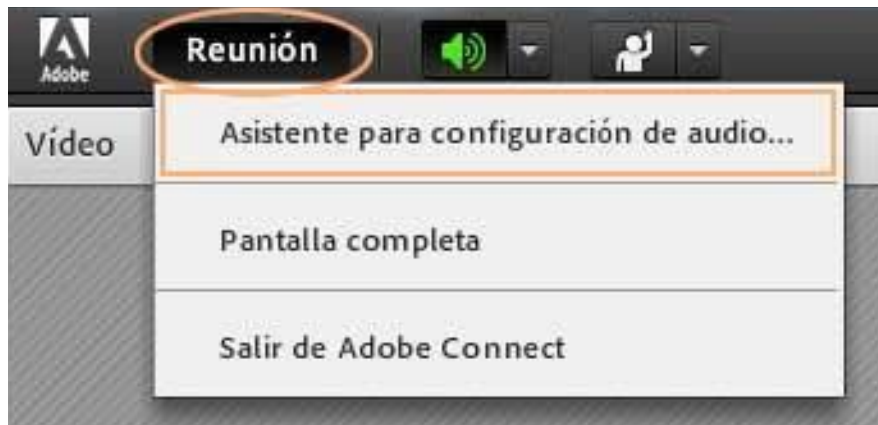 Adobe
Reunión
Vídeo
Asistente para configuración de audio...
Pantalla completa
Salir de Adobe Connect